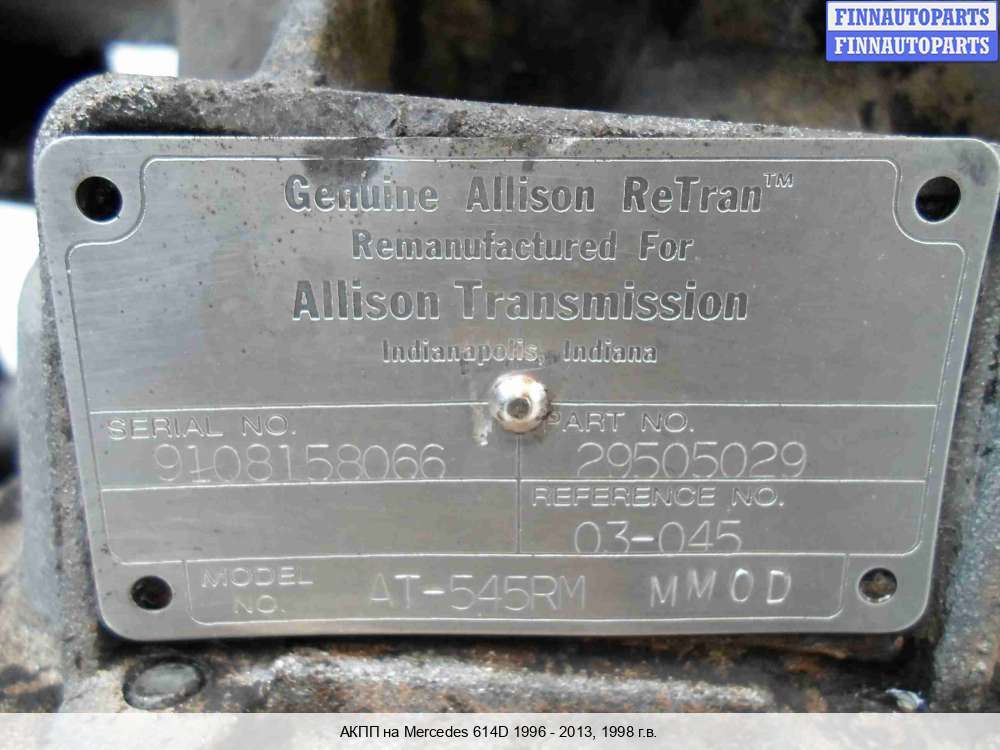 FINNAUTOPARTS
FINNAUTOPARTS
Genuine Allison ReTran™
Remanufactured For
Allison Transmission
Indianapolis, Indiana
SERIAL NO. PART NO.
9108158066 29505029
REFERENCE NO.
03-045
MODEL NO. AT-545RM MMOD
АКПП на Mercedes 614D 1996 - 2013, 1998 г.в.